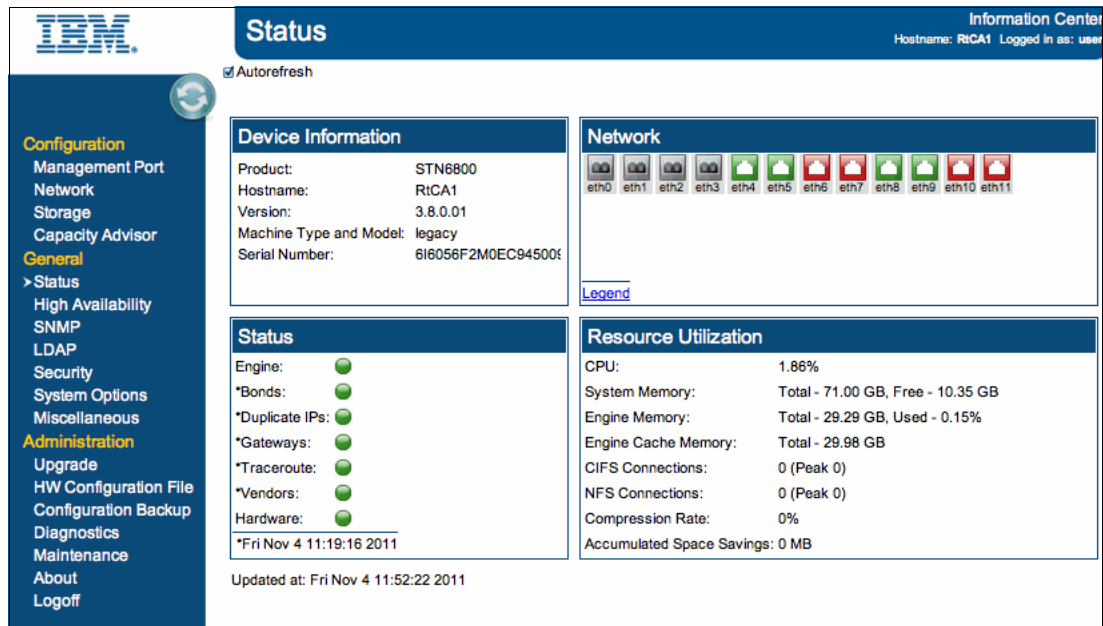 IBM.
Status
Information Center
Hostname: RtCA1 Logged in as: user
Autorefresh
Configuration
Management Port
Network
Storage
Capacity Advisor
General
>Status
High Availability
SNMP
LDAP
Security
System Options
Miscellaneous
Administration
Upgrade
HW Configuration File
Configuration Backup
Diagnostics
Maintenance
About
Logoff
Device Information
Product: STN6800
Hostname: RtCA1
Version: 3.8.0.01
Machine Type and Model: legacy
Serial Number: 6I6056F2M0EC945009
Network
eth0 eth1 eth2 eth3 eth4 eth5 eth6 eth7 eth8 eth9 eth10 eth11
Legend
Status
Engine:
*Bonds:
*Duplicate IPs:
*Gateways:
*Traceroute:
*Vendors:
Hardware:
*Fri Nov 4 11:19:16 2011
Resource Utilization
CPU: 1.86%
System Memory: Total - 71.00 GB, Free - 10.35 GB
Engine Memory: Total - 29.29 GB, Used - 0.15%
Engine Cache Memory: Total - 29.98 GB
CIFS Connections: 0 (Peak 0)
NFS Connections: 0 (Peak 0)
Compression Rate: 0%
Accumulated Space Savings: 0 MB
Updated at: Fri Nov 4 11:52:22 2011